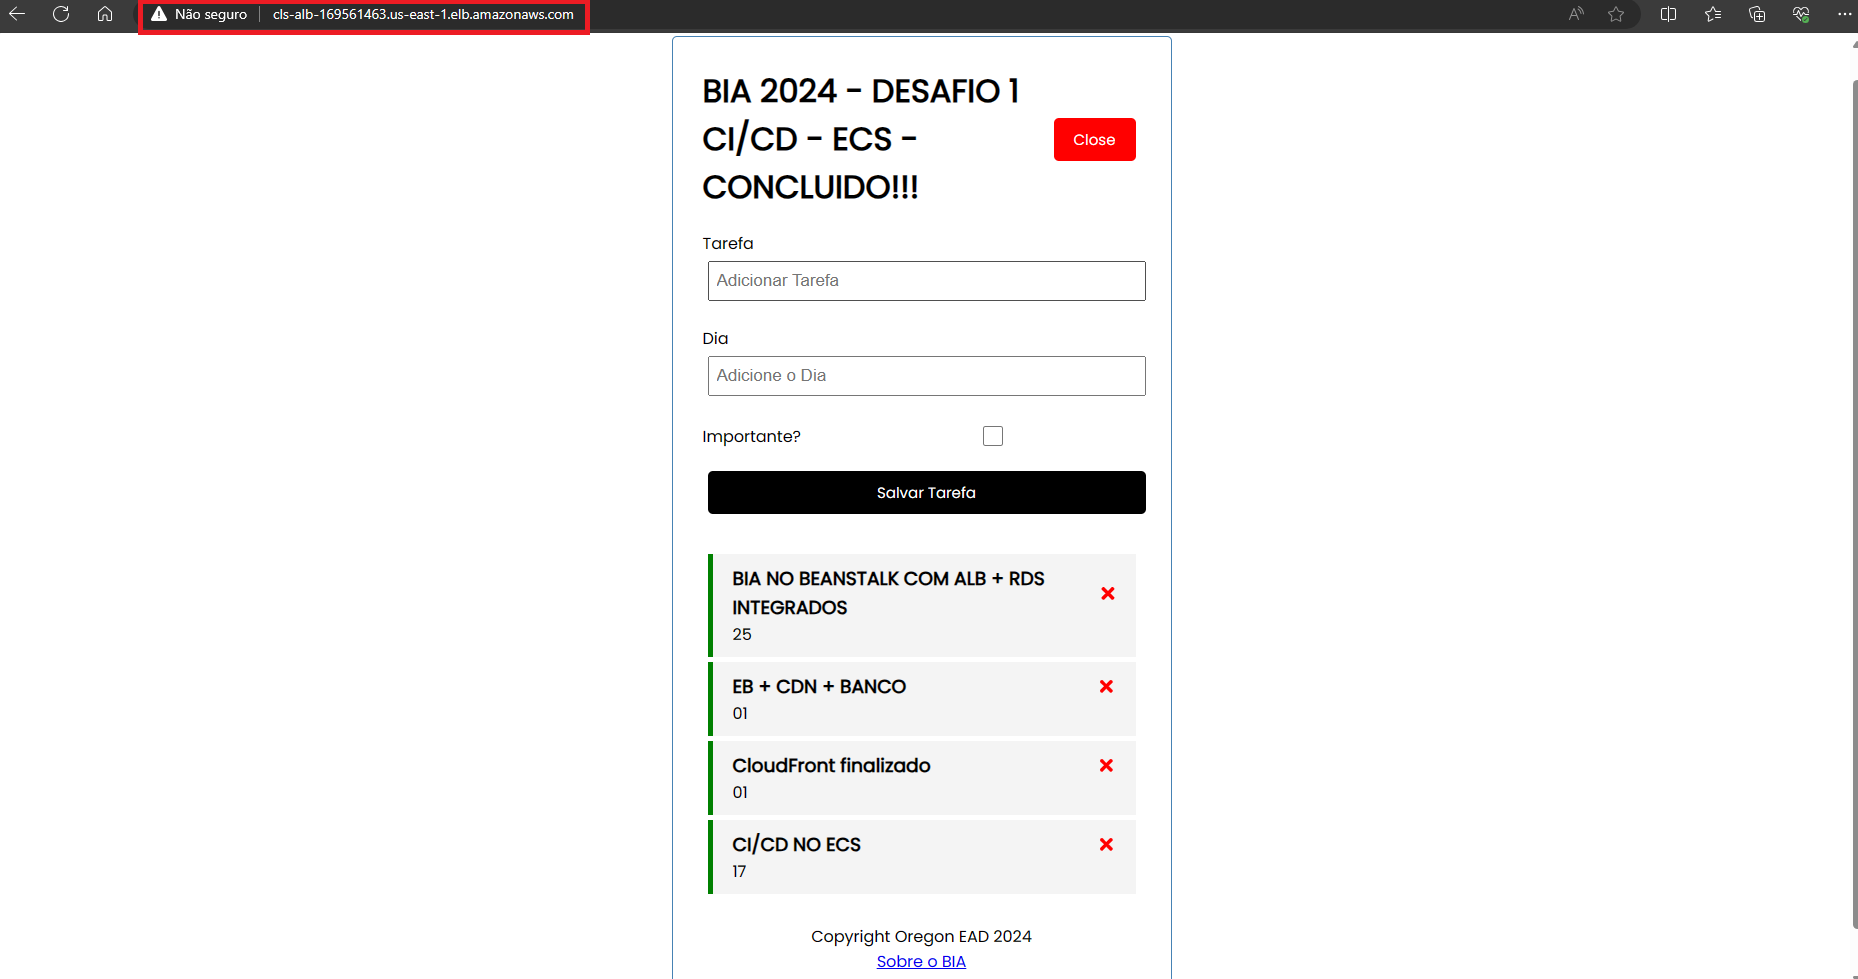 Não seguro cls-alb-169561463.us-east-1.elb.amazonaws.com
BIA 2024 - DESAFIO 1
CI/CD - ECS -
CONCLUIDO!!!
Close
Tarefa
Adicionar Tarefa
Dia
Adicione o Dia
Importante?
Salvar Tarefa
BIA NO BEANSTALK COM ALB + RDS
INTEGRADOS
25
EB + CDN + BANCO
01
CloudFront finalizado
01
CI/CD NO ECS
17
Copyright Oregon EAD 2024
Sobre o BIA